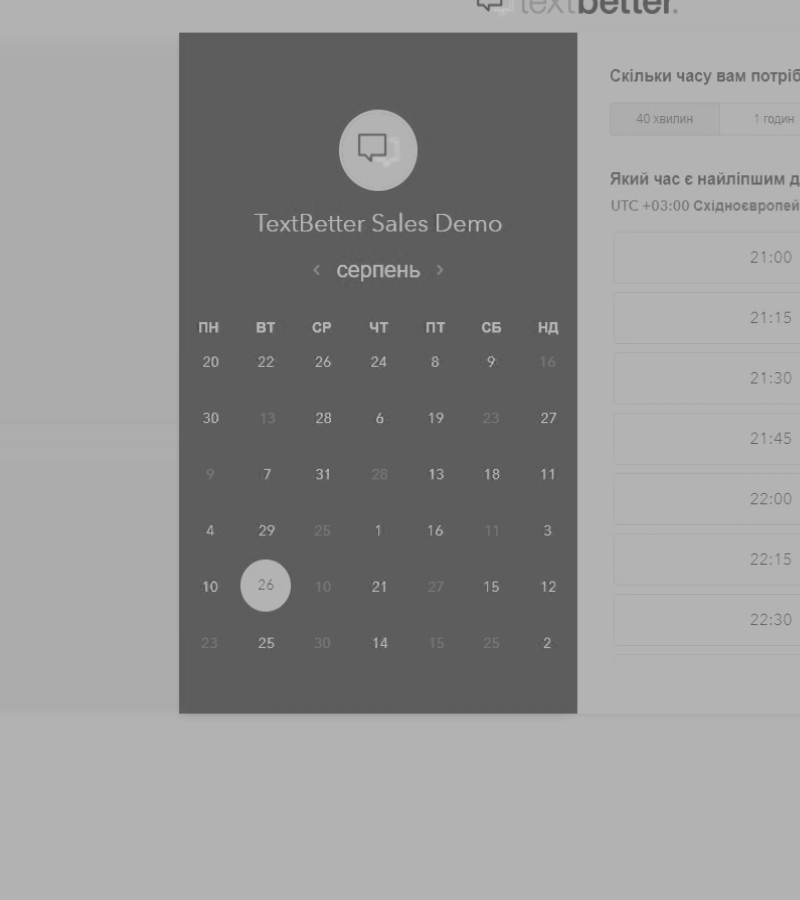 textbetter.
TextBetter Sales Demo
серпень
ПН ВТ СР ЧТ ПТ СБ НД
20 22 26 24 8 9 16
30 13 28 6 19 23 27
9 7 31 28 13 18 11
4 29 25 1 16 11 3
10 26 10 21 27 15 12
23 25 30 14 15 25 2
Скільки часу вам потріб
40 хвилин 1 годин
Який час є найліпшим д
UTC +03:00 Східноєвропей
21:00
21:15
21:30
21:45
22:00
22:15
22:30